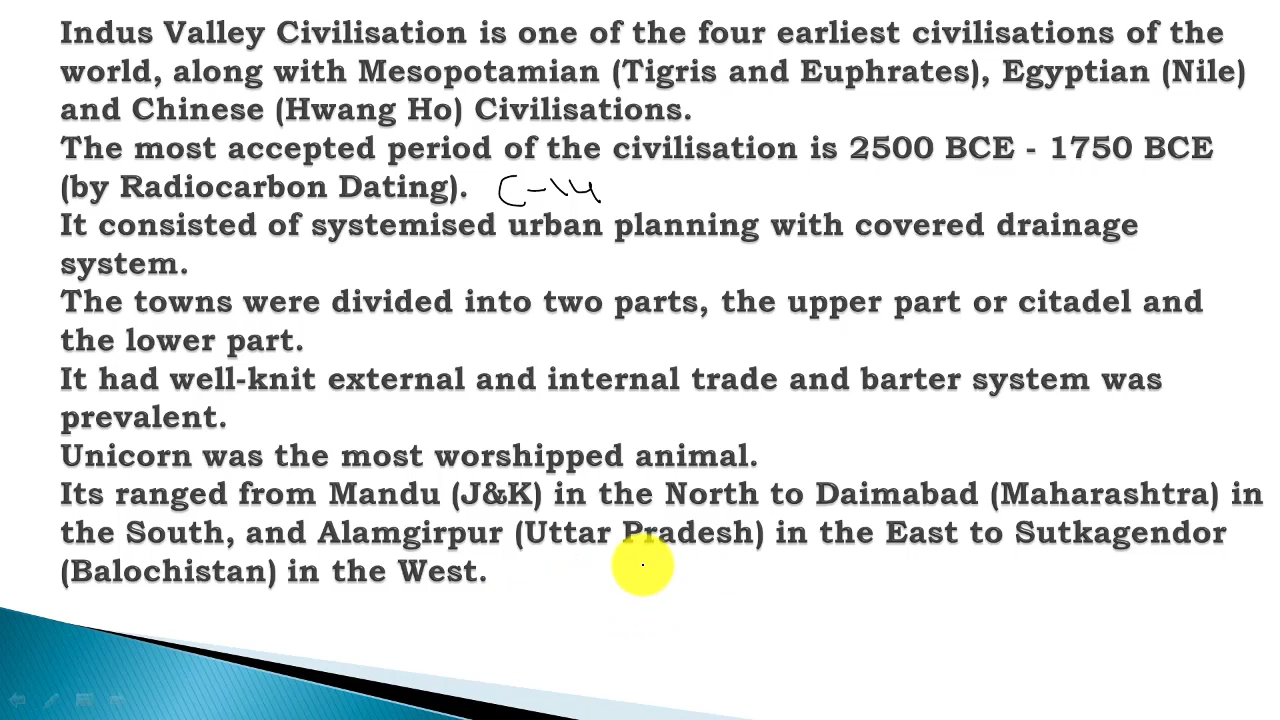 Indus Valley Civilisation is one of the four earliest civilisations of the
world, along with Mesopotamian (Tigris and Euphrates), Egyptian (Nile)
and Chinese (Hwang Ho) Civilisations.
The most accepted period of the civilisation is 2500 BCE - 1750 BCE
(by Radiocarbon Dating). C-14
It consisted of systemised urban planning with covered drainage
system.
The towns were divided into two parts, the upper part or citadel and
the lower part.
It had well-knit external and internal trade and barter system was
prevalent.
Unicorn was the most worshipped animal.
Its ranged from Mandu (J&K) in the North to Daimabad (Maharashtra) in
the South, and Alamgirpur (Uttar Pradesh) in the East to Sutkagendor
(Balochistan) in the West.